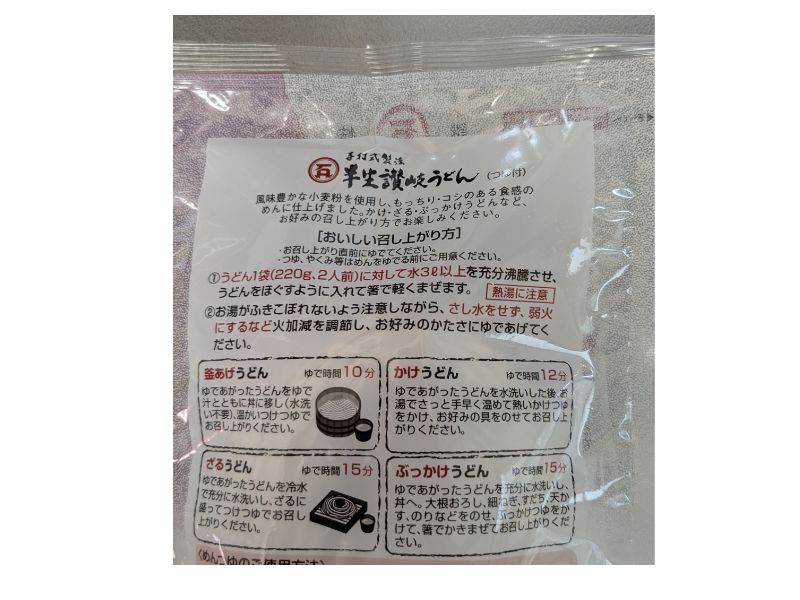 手打式製法
半生讃岐うどん (つゆ付)
風味豊かな小麦粉を使用し、もっちり・コシのある食感の
めんに仕上げました。かけ・ざる・ぶっかけうどんなど、
お好みの召し上がり方でお楽しみください。
[おいしい召し上がり方]
・お召し上がり直前にゆでてください。
・つゆ、やくみ等はめんをゆでる前にご用意ください。
①うどん1袋(220g、2人前)に対して水3ℓ以上を充分沸騰させ、
うどんをほぐすように入れて箸で軽くまぜます。 熱湯に注意
②お湯がふきこぼれないよう注意しながら、さし水をせず、弱火
にするなど火加減を調節し、お好みのかたさにゆであげてく
ださい。
釜あげうどん ゆで時間10分
ゆであがったうどんをゆで
汁とともに丼に移し(水洗
い不要)、温かいつけつゆで
お召し上がりください。
かけうどん ゆで時間12分
ゆであがったうどんを水洗いした後、お
湯でさっと手早く温めて熱いかけつゆ
をかけ、お好みの具をのせてお召し上
がりください。
ざるうどん ゆで時間15分
ゆであがったうどんを冷水
で充分に水洗いし、ざるに
盛ってつけつゆでお召し
上がりください。
ぶっかけうどん ゆで時間15分
ゆであがったうどんを充分に水洗いし、
丼へ。大根おろし、細ねぎ、すだち、天か
す、のりなどをのせ、ぶっかけつゆをか
けて、箸でかきまぜてお召し上がりくださ
い。
〈めんつゆのご使用方法〉